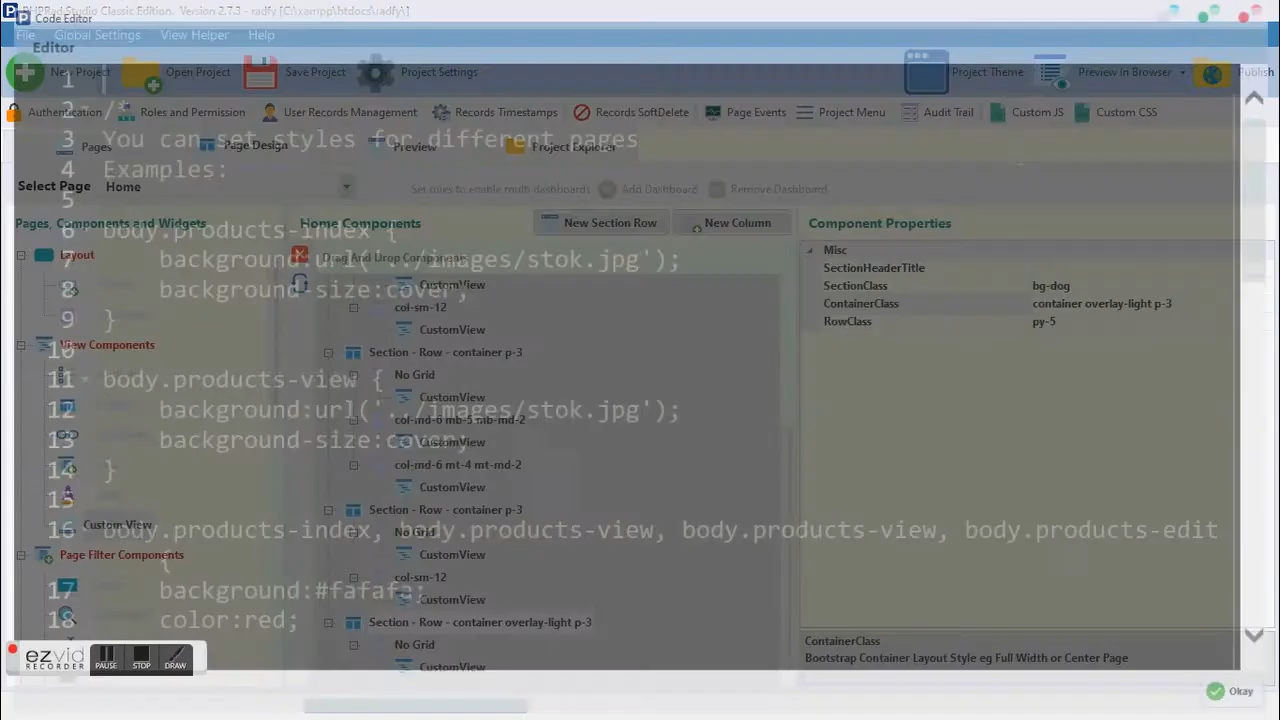 PHPRad Studio Classic Edition. Version 2.7.3 - radfy [C:\xampp\htdocs\radfy\]
Code Editor
File Global Settings View Helper Help
Editor
New Project Open Project Save Project Project Settings Project Theme Preview In Browser Publish
Authentication Roles and Permission User Records Management Records Timestamps Records SoftDelete Page Events Project Menu Audit Trail Custom JS Custom CSS
Pages Page Design Preview Project Explorer
Select Page Home Set roles to enable multi dashboards Add Dashboard Remove Dashboard
Pages, Components and Widgets
Layout
View Components
Custom View
Page Filter Components
Home Components New Section Row New Column
Drag And Drop Components
CustomView
col-sm-12
CustomView
Section - Row - container p-3
No Grid
CustomView
col-md-6 mb-5 mb-md-2
CustomView
col-md-6 mt-4 mt-md-2
CustomView
Section - Row - container p-3
No Grid
CustomView
col-sm-12
CustomView
Section - Row - container overlay-light p-3
No Grid
CustomView
Component Properties
Misc
SectionHeaderTitle
SectionClass bg-dog
ContainerClass container overlay-light p-3
RowClass py-5
ContainerClass
Bootstrap Container Layout Style eg Full Width or Center Page
1
2 /*
3 You can set styles for different pages
4 Examples:
5
6 body.products-index {
7 background:url('../images/stok.jpg');
8 background-size:cover;
9 }
10
11 body.products-view {
12 background:url('../images/stok.jpg');
13 background-size:cover;
14 }
15
16 body.products-index, body.products-view, body.products-view, body.products-edit
{
17 background:#fafafa;
18 color:red;
ezvid
RECORDER
PAUSE STOP DRAW
Okay